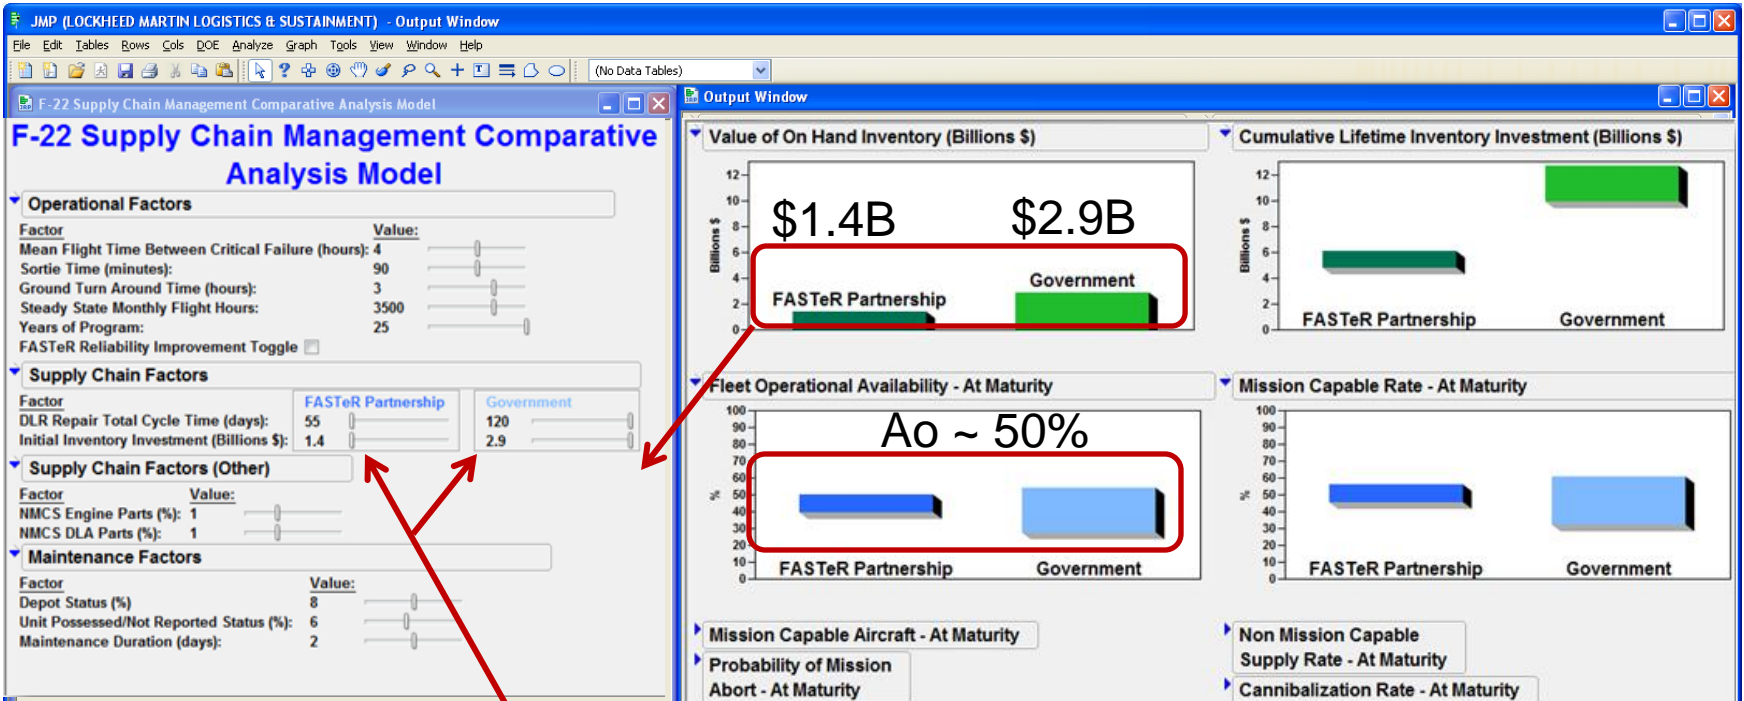 JMP (LOCKHEED MARTIN LOGISTICS & SUSTAINMENT) - Output Window
File Edit Tables Rows Cols DOE Analyze Graph Tools View Window Help
(No Data Tables)
F-22 Supply Chain Management Comparative Analysis Model
F-22 Supply Chain Management Comparative
Analysis Model
Operational Factors
Factor Value:
Mean Flight Time Between Critical Failure (hours): 4
Sortie Time (minutes): 90
Ground Turn Around Time (hours): 3
Steady State Monthly Flight Hours: 3500
Years of Program: 25
FASTeR Reliability Improvement Toggle
Supply Chain Factors
Factor FASTeR Partnership Government
DLR Repair Total Cycle Time (days): 55 120
Initial Inventory Investment (Billions $): 1.4 2.9
Supply Chain Factors (Other)
Factor Value:
NMCS Engine Parts (%): 1
NMCS DLA Parts (%): 1
Maintenance Factors
Factor Value:
Depot Status (%) 8
Unit Possessed/Not Reported Status (%): 6
Maintenance Duration (days): 2
Output Window
Value of On Hand Inventory (Billions $)
Billions $
12
10
8
6
4
2
0
$1.4B $2.9B
FASTeR Partnership Government
Cumulative Lifetime Inventory Investment (Billions $)
Billions $
12
10
8
6
4
2
0
FASTeR Partnership Government
Fleet Operational Availability - At Maturity
%
100
90
80
70
60
50
40
30
20
10
0
Ao ~ 50%
FASTeR Partnership Government
Mission Capable Rate - At Maturity
%
100
90
80
70
60
50
40
30
20
10
0
FASTeR Partnership Government
Mission Capable Aircraft - At Maturity
Probability of Mission
Abort - At Maturity
Non Mission Capable
Supply Rate - At Maturity
Cannibalization Rate - At Maturity